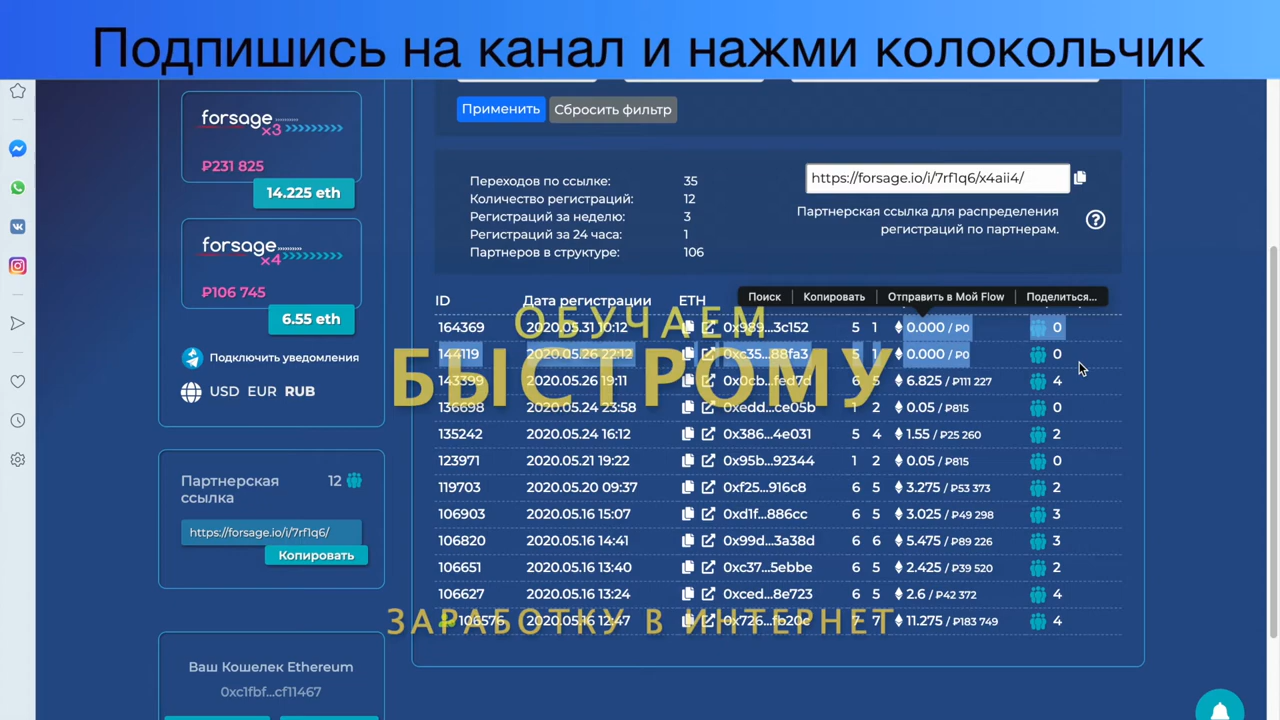 Подпишись на канал и нажми колокольчик
forsage
x3
₽231 825
14.225 eth
forsage
x4
₽106 745
6.55 eth
Подключить уведомления
USD EUR RUB
Партнерская
ссылка
12
https://forsage.io/i/7rf1q6/
Копировать
Ваш Кошелек Ethereum
0xc1fbf...cf11467
Применить
Сбросить фильтр
Переходов по ссылке: 35
Количество регистраций: 12
Регистраций за неделю: 3
Регистраций за 24 часа: 1
Партнеров в структуре: 106
https://forsage.io/i/7rf1q6/x4aii4/
Партнерская ссылка для распределения
регистраций по партнерам.
?
Поиск Копировать Отправить в Мой Flow Поделиться...
ID Дата регистрации ETH
164369 2020.05.31 10:12 0x989...3c152 5 1 0.000 / ₽0 0
144119 2020.05.26 22:12 0xc35...88fa3 5 1 0.000 / ₽0 0
143399 2020.05.26 19:11 0x0cb...fed7d 6 5 6.825 / ₽111 227 4
136698 2020.05.24 23:58 0xedd...ce05b 1 2 0.05 / ₽815 0
135242 2020.05.24 16:12 0x386...4e031 5 4 1.55 / ₽25 260 2
123971 2020.05.21 19:22 0x95b...92344 1 2 0.05 / ₽815 0
119703 2020.05.20 09:37 0xf25...916c8 6 5 3.275 / ₽53 373 2
106903 2020.05.16 15:07 0xd1f...886cc 6 5 3.025 / ₽49 298 3
106820 2020.05.16 14:41 0x99d...3a38d 6 6 5.475 / ₽89 226 3
106651 2020.05.16 13:40 0xc37...5ebbe 6 5 2.425 / ₽39 520 2
106627 2020.05.16 13:24 0xced...8e723 6 5 2.6 / ₽42 372 4
106576 2020.05.16 12:47 0x726...fb20c 7 7 11.275 / ₽183 749 4
ОБУЧАЕМ
БЫСТРОМУ
ЗАРАБОТКУ В ИНТЕРНЕТ